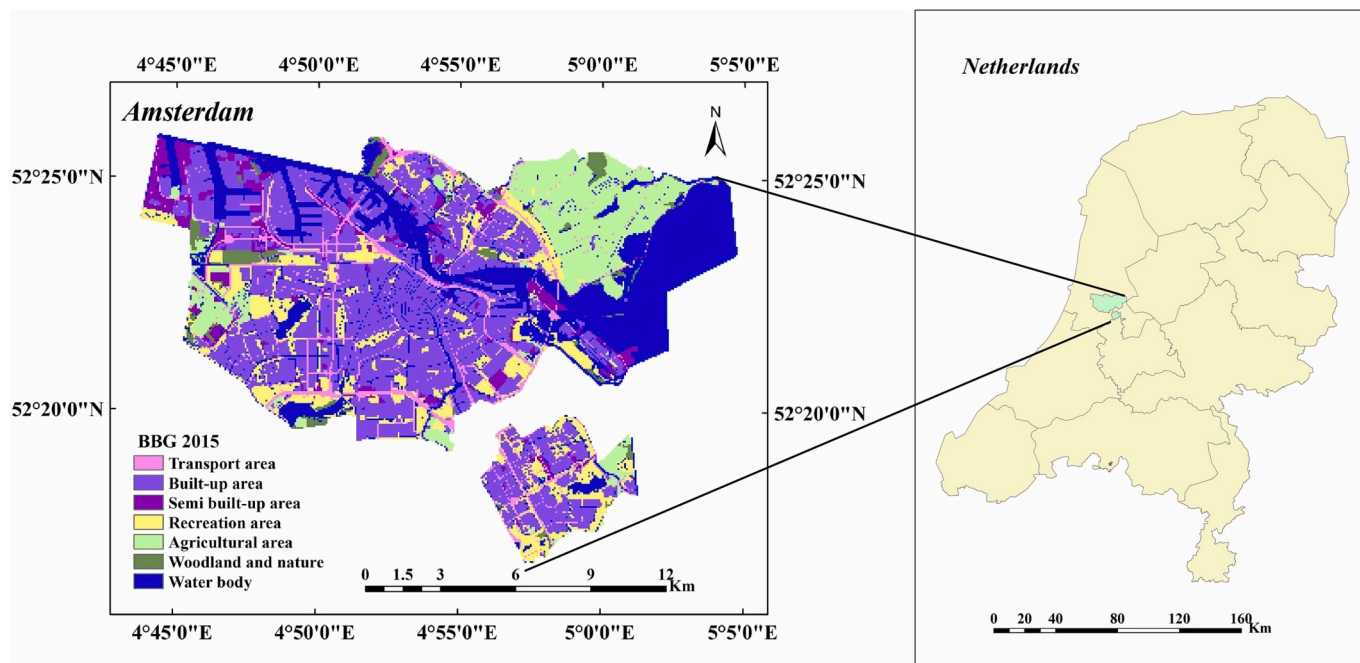 4°45'0"E 4°50'0"E 4°55'0"E 5°0'0"E 5°5'0"E
Amsterdam
N
52°25'0"N 52°25'0"N
52°20'0"N 52°20'0"N
BBG 2015
Transport area
Built-up area
Semi built-up area
Recreation area
Agricultural area
Woodland and nature
Water body
0 1.5 3 6 9 12
Km
4°45'0"E 4°50'0"E 4°55'0"E 5°0'0"E 5°5'0"E
Netherlands
0 20 40 80 120 160
Km